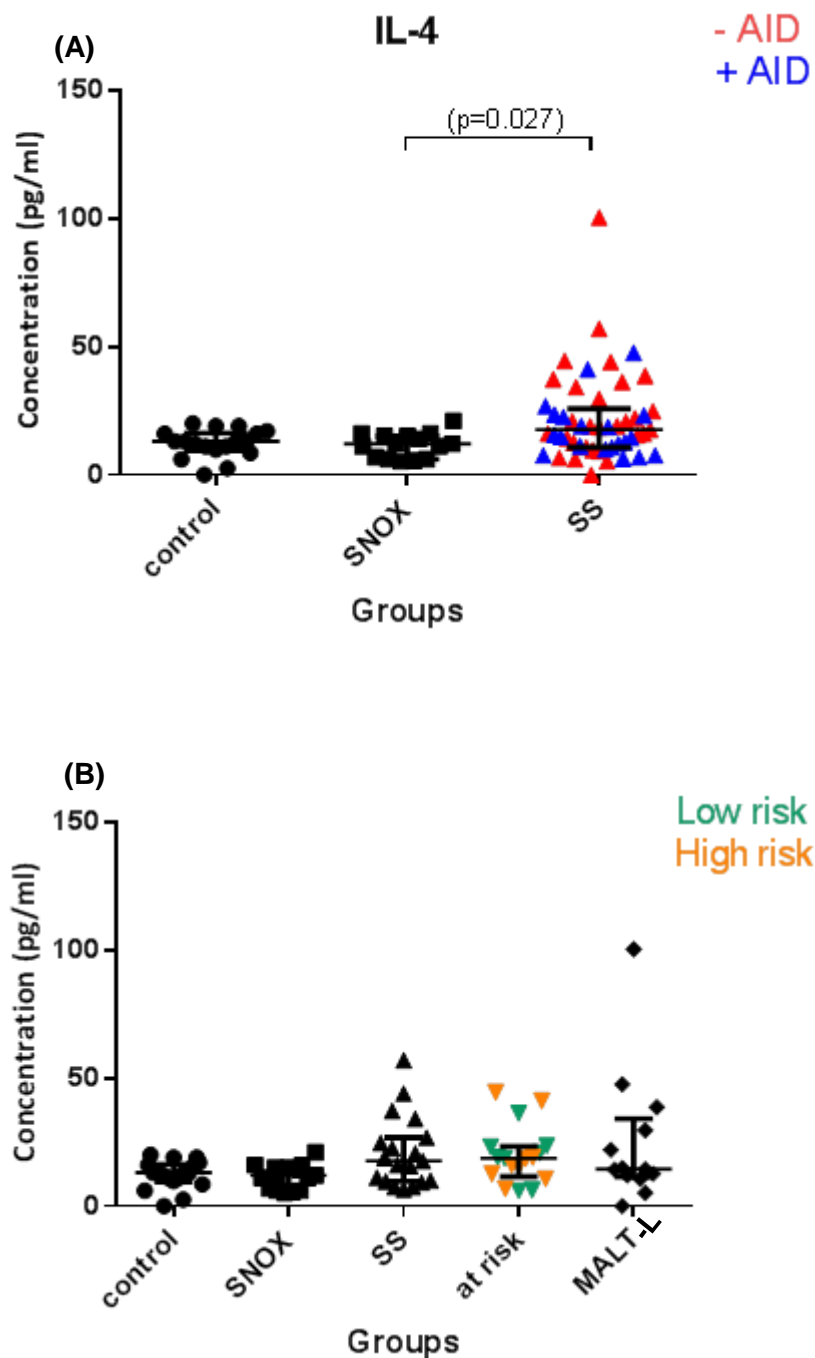 (A)
IL-4
- AID
+ AID
(p=0.027)
150
100
50
0
Concentration (pg/ml)
control
SNOX
SS
Groups
(B)
Low risk
High risk
150
100
50
0
Concentration (pg/ml)
control
SNOX
SS
at risk
MALT-L
Groups